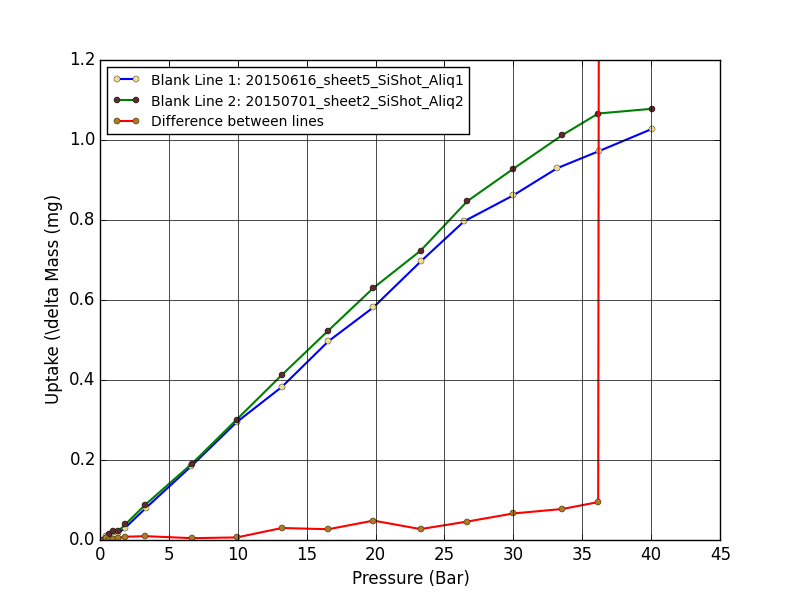 1.2
1.0
0.8
0.6
0.4
0.2
0.0
Uptake (\delta Mass (mg)
Blank Line 1: 20150616_sheet5_SiShot_Aliq1
Blank Line 2: 20150701_sheet2_SiShot_Aliq2
Difference between lines
0 5 10 15 20 25 30 35 40 45
Pressure (Bar)